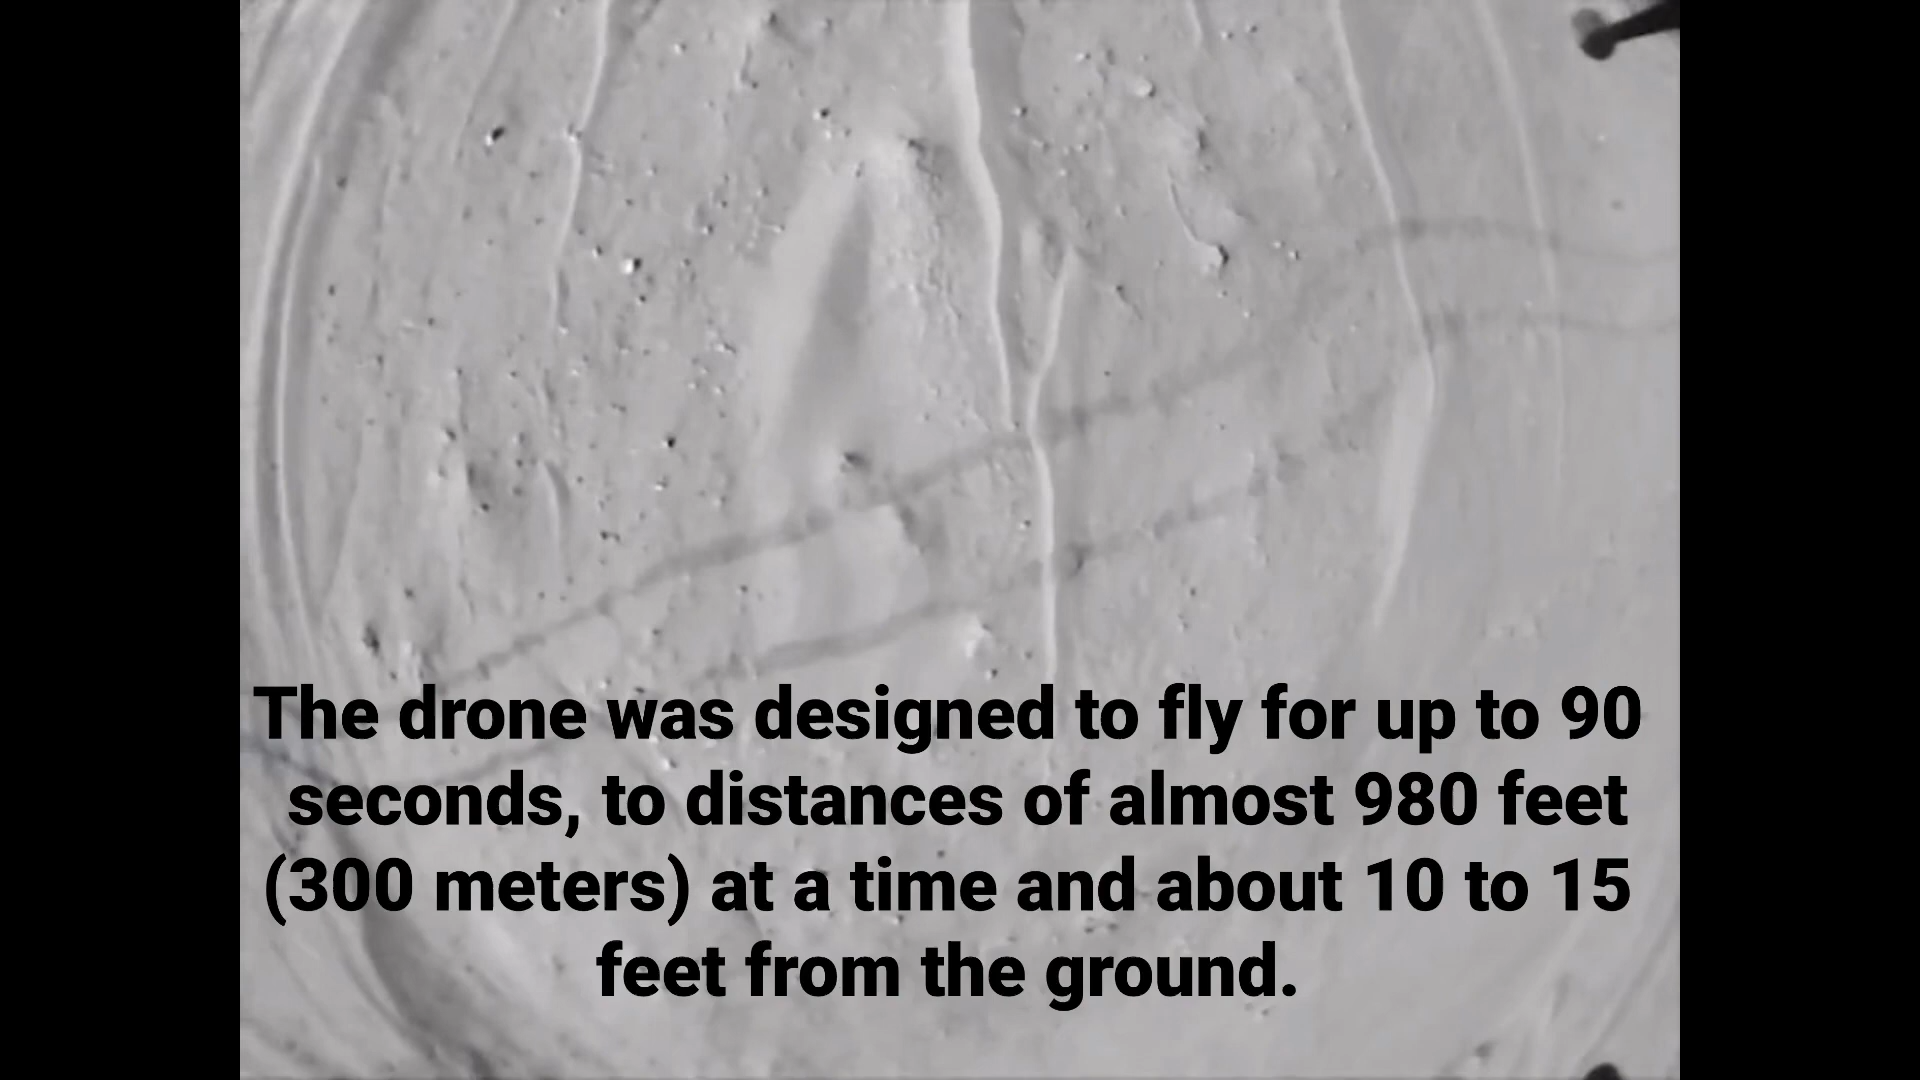 The drone was designed to fly for up to 90
seconds, to distances of almost 980 feet
(300 meters) at a time and about 10 to 15
feet from the ground.